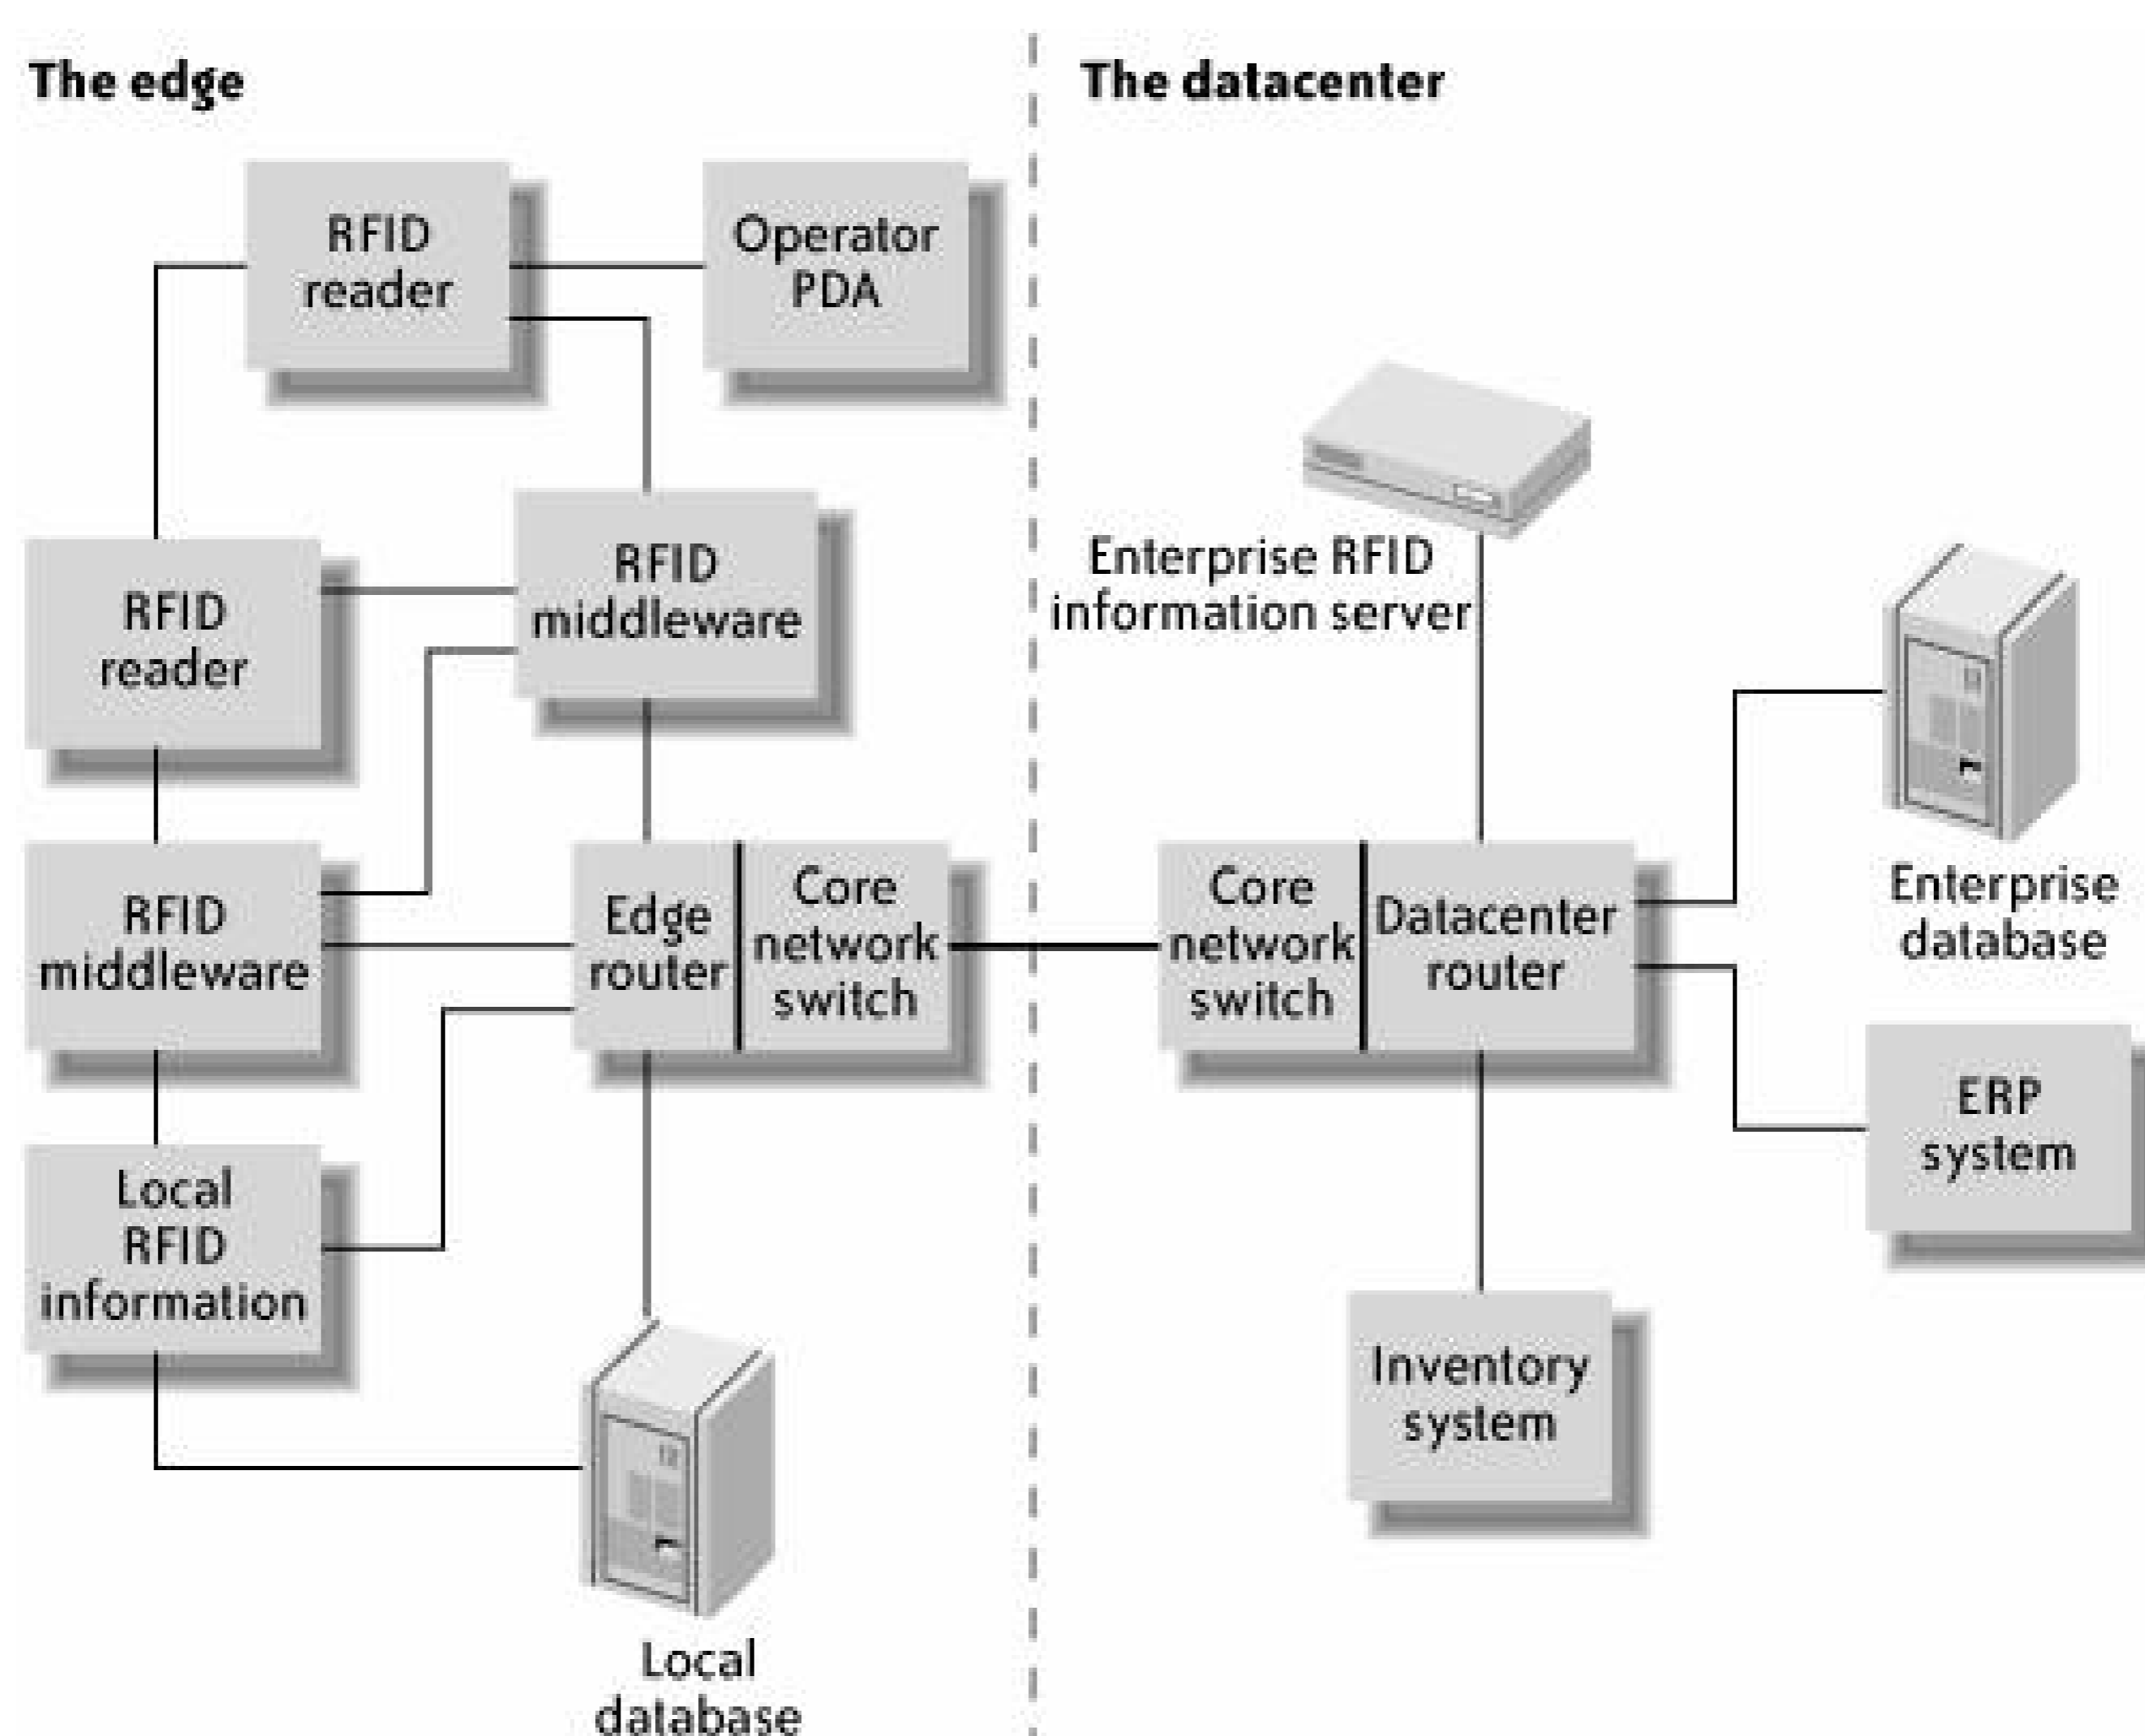 The edge
The datacenter
RFID
reader
Operator
PDA
RFID
reader
RFID
middleware
Enterprise RFID
information server
RFID
middleware
Edge
router
Core
network
switch
Core
network
switch
Datacenter
router
Enterprise
database
ERP
system
Local
RFID
information
Inventory
system
Local
database